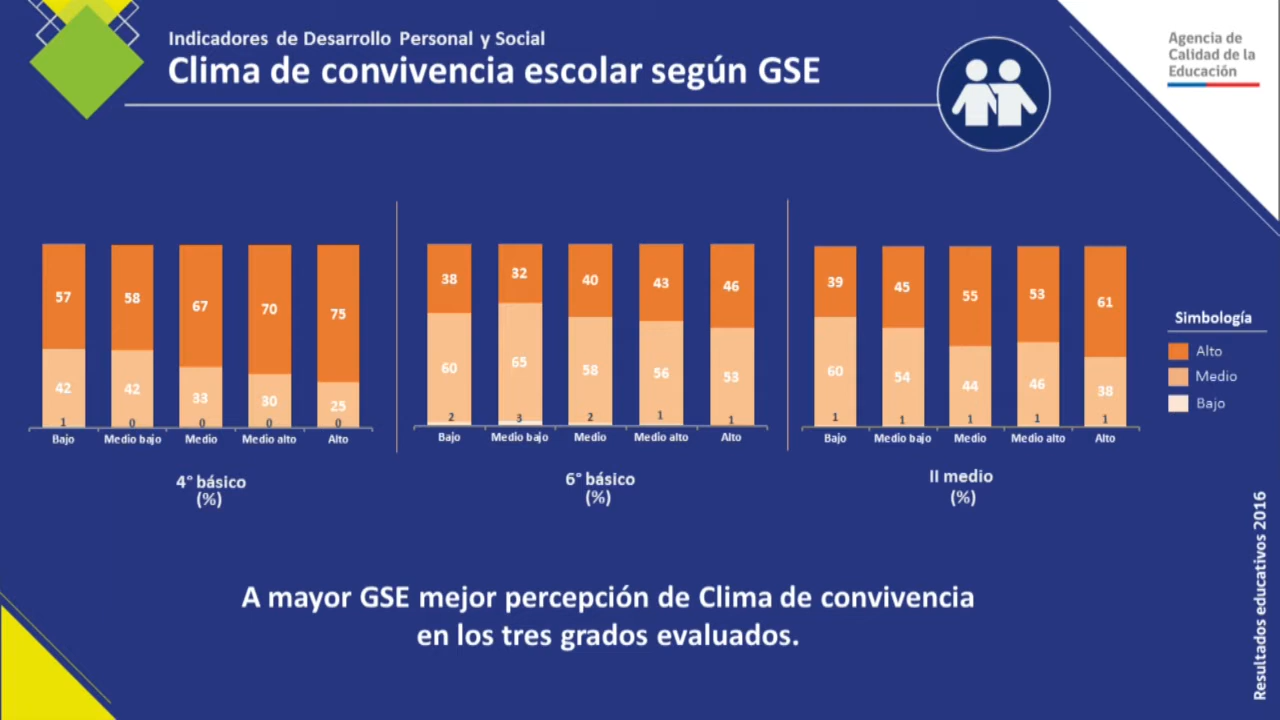 Indicadores de Desarrollo Personal y Social
Clima de convivencia escolar según GSE
Agencia de
Calidad de la
Educación
57 58 67 70 75
42 42 33 30 25
1 0 0 0 0
Bajo Medio bajo Medio Medio alto Alto
4° básico
(%)
38 32 40 43 46
60 65 58 56 53
2 3 2 1 1
Bajo Medio bajo Medio Medio alto Alto
6° básico
(%)
39 45 55 53 61
60 54 44 46 38
1 1 1 1 1
Bajo Medio bajo Medio Medio alto Alto
II medio
(%)
Simbología
Alto
Medio
Bajo
A mayor GSE mejor percepción de Clima de convivencia
en los tres grados evaluados.
Resultados educativos 2016